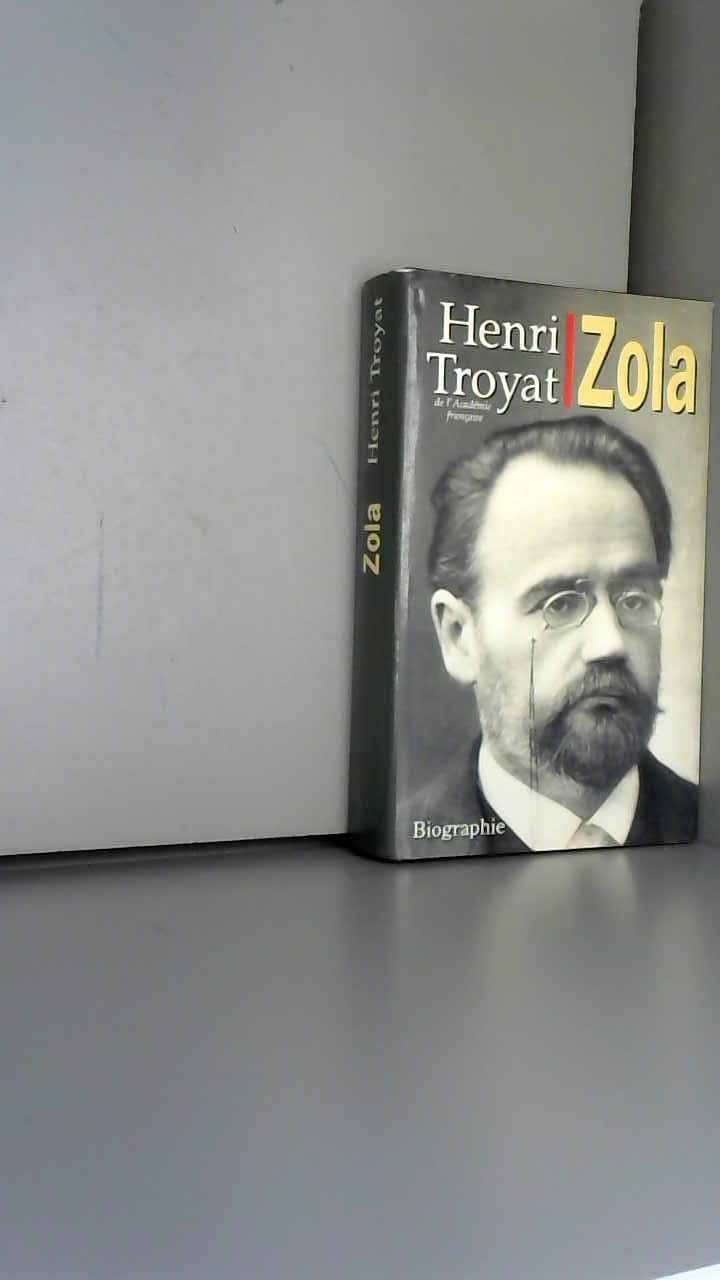 Henri
Troyat
de l'Académie
française
Zola
Biographie
Zola Henri Troyat